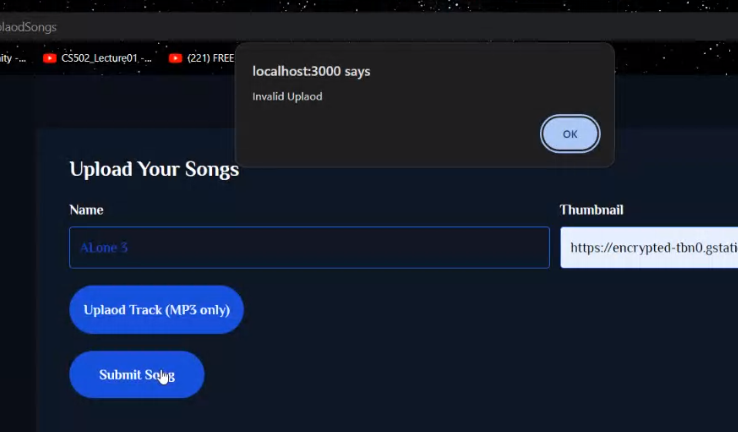 plaodSongs
ity -...
CS502_Lecture01 -...
(221) FREE
localhost:3000 says
Invalid Uplaod
OK
Upload Your Songs
Name
Thumbnail
ALone 3
https://encrypted-tbn0.gstati
Uplaod Track (MP3 only)
Submit Song